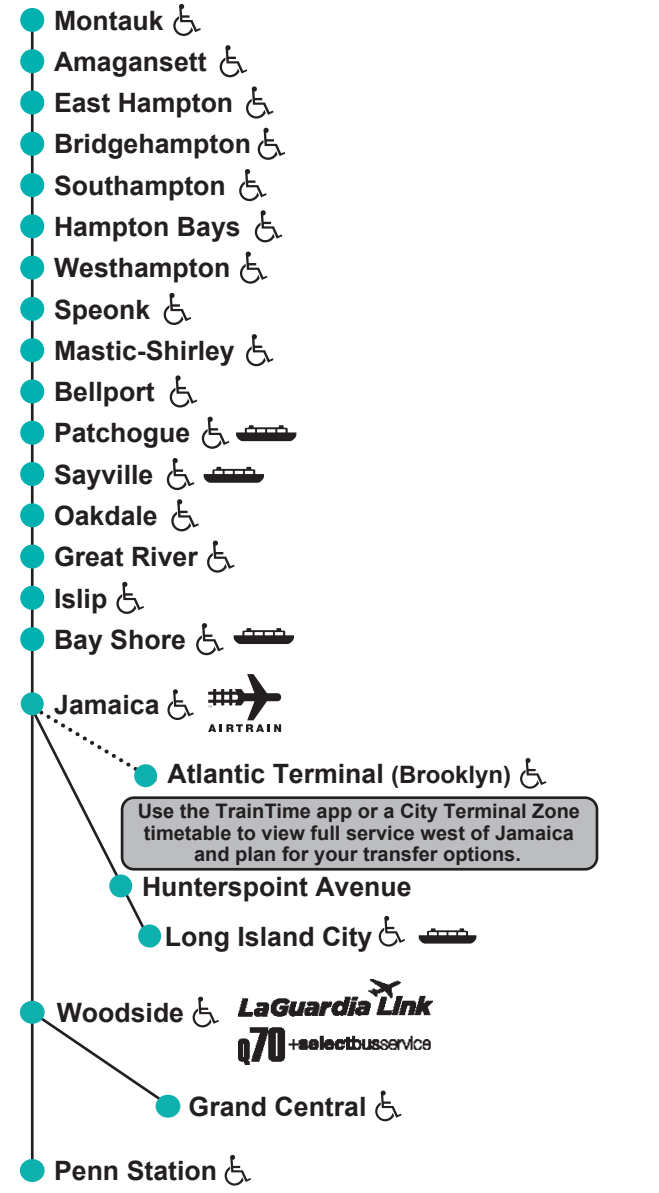 Montauk
Amagansett
East Hampton
Bridgehampton
Southampton
Hampton Bays
Westhampton
Speonk
Mastic-Shirley
Bellport
Patchogue
Sayville
Oakdale
Great River
Islip
Bay Shore
Jamaica
AIRTRAIN
Atlantic Terminal (Brooklyn)
Use the TrainTime app or a City Terminal Zone
timetable to view full service west of Jamaica
and plan for your transfer options.
Hunterspoint Avenue
Long Island City
Woodside
LaGuardia Link
Q70 +selectbusservice
Grand Central
Penn Station